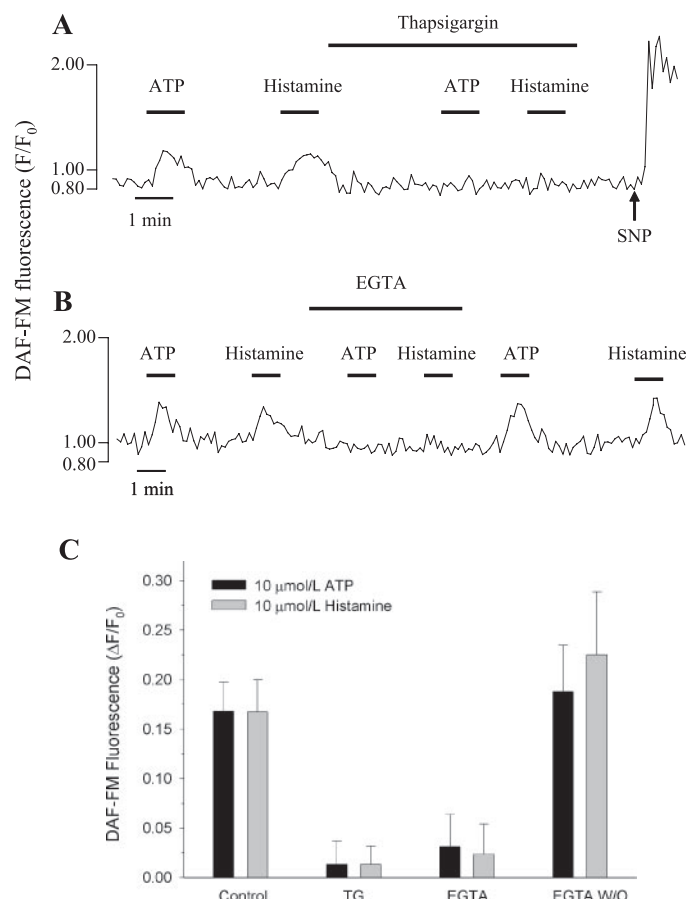 A
Thapsigargin
2.00
ATP
Histamine
ATP
Histamine
1.00
0.80
1 min
SNP
DAF-FM fluorescence (F/F0)
B
EGTA
2.00
ATP
Histamine
ATP
Histamine
ATP
Histamine
1.00
0.80
1 min
C
0.30
10 μmol/L ATP
10 μmol/L Histamine
0.25
0.20
0.15
0.10
0.05
0.00
DAF-FM Fluorescence (ΔF/F0)
Control
TG
EGTA
EGTA W/O